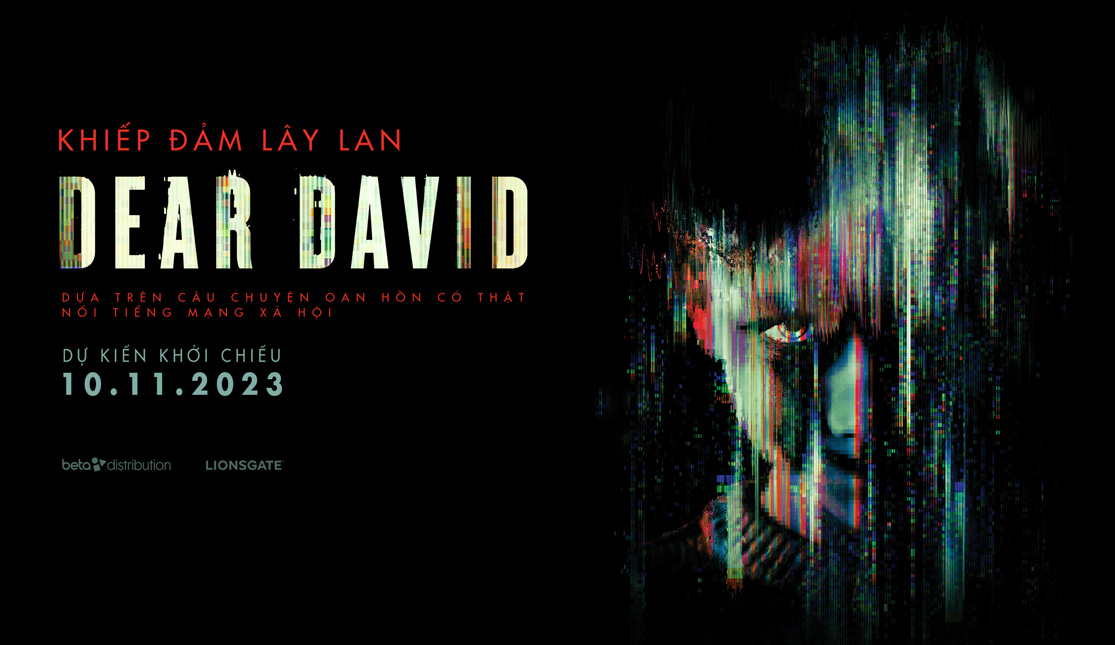 KHIẾP ĐẢM LÂY LAN
DEAR DAVID
DỰA TRÊN CÂU CHUYỆN OAN HỒN CÓ THẬT
NỔI TIẾNG MẠNG XÃ HỘI
DỰ KIẾN KHỞI CHIẾU
10.11.2023
beta distribution
LIONSGATE